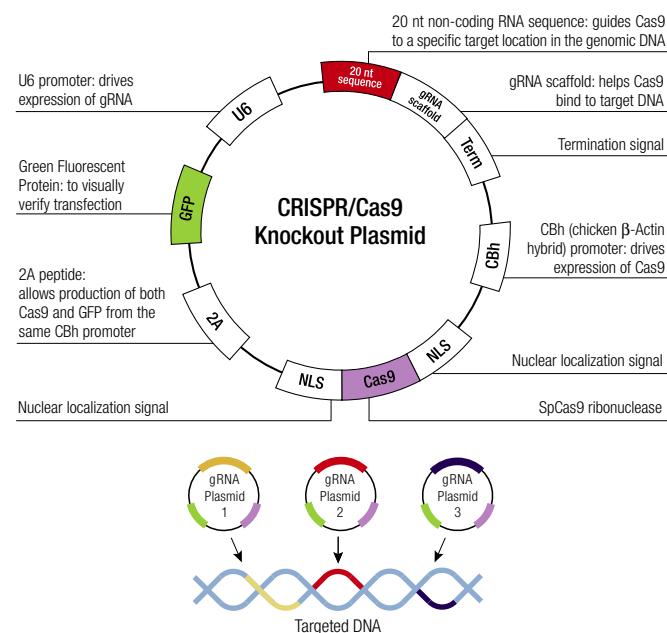 20 nt non-coding RNA sequence: guides Cas9
to a specific target location in the genomic DNA
U6 promoter: drives
expression of gRNA
gRNA scaffold: helps Cas9
bind to target DNA
Termination signal
Green Fluorescent
Protein: to visually
verify transfection
CBh (chicken β-Actin
hybrid) promoter: drives
expression of Cas9
2A peptide:
allows production of both
Cas9 and GFP from the
same CBh promoter
Nuclear localization signal
Nuclear localization signal
SpCas9 ribonuclease
20 nt
sequence
gRNA
scaffold
Term
CBh
NLS
Cas9
NLS
2A
GFP
U6
CRISPR/Cas9
Knockout Plasmid
gRNA
Plasmid
1
gRNA
Plasmid
2
gRNA
Plasmid
3
Targeted DNA